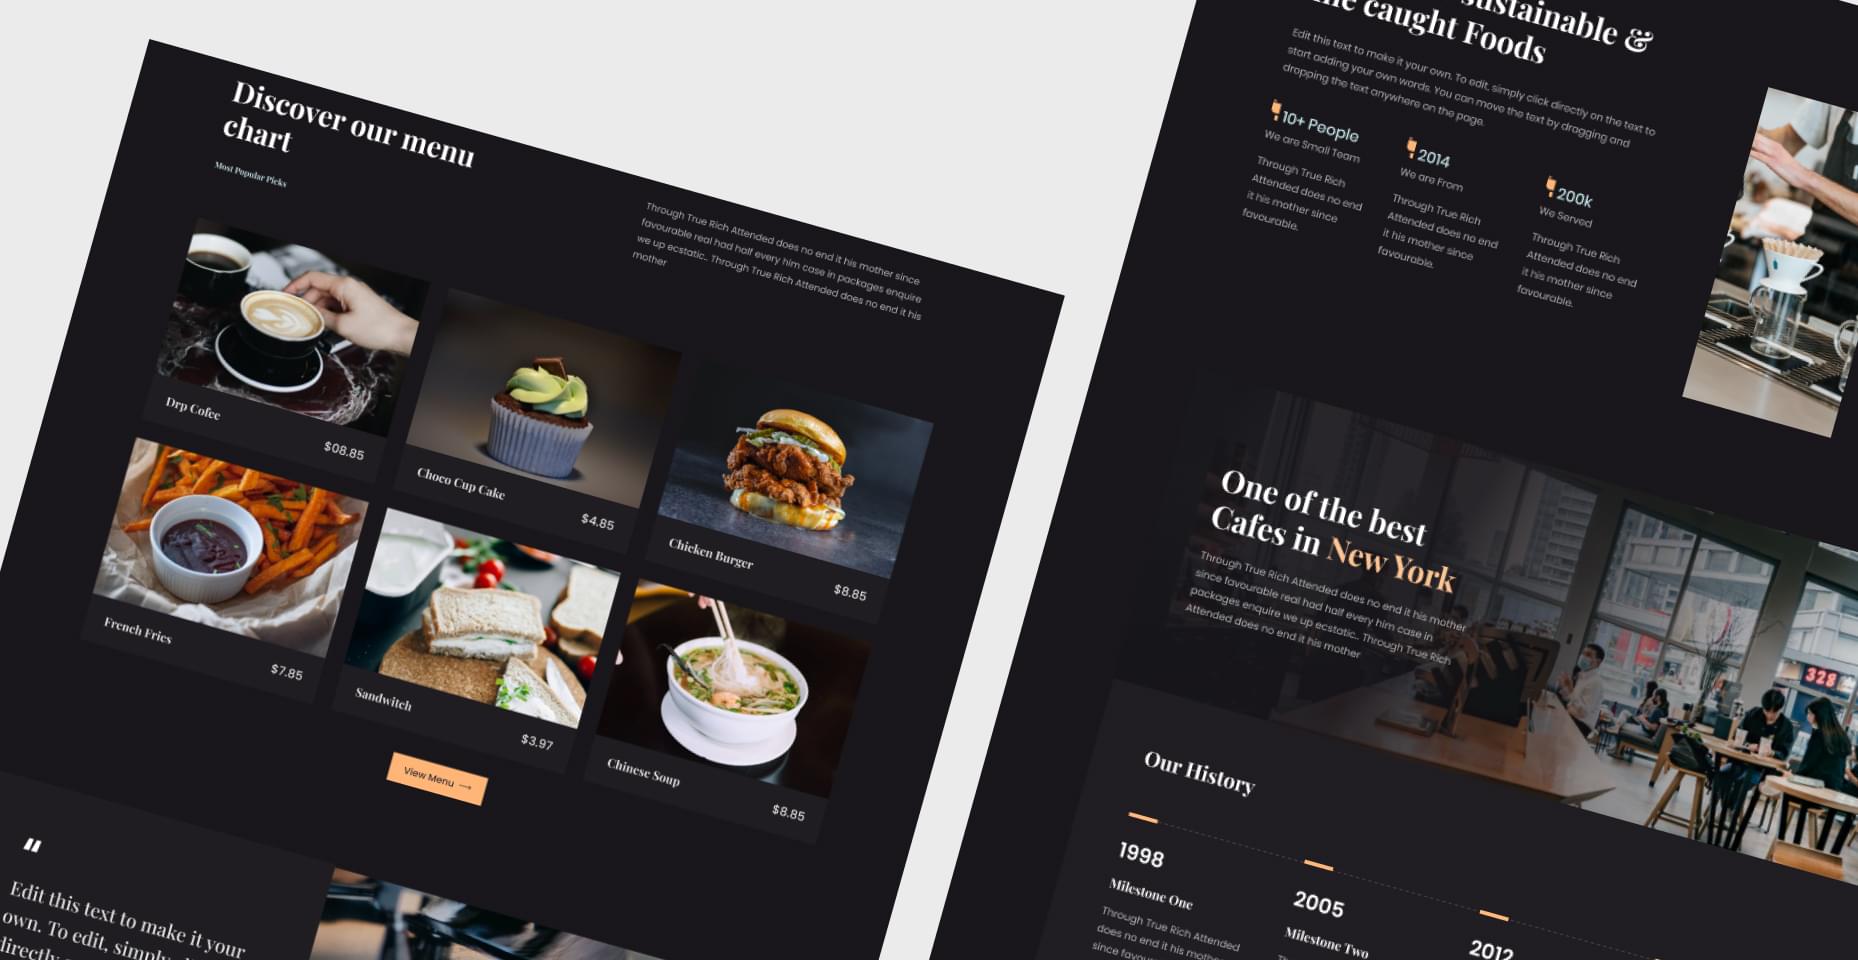 Discover our menu
chart
Most Popular Picks
Through True Rich Attended does no end it his mother since
favourable real had half every him case in packages enquire
we up ecstatic.. Through True Rich Attended does no end it his
mother
Drp Cofee
$08.85
Choco Cup Cake
$4.85
Chicken Burger
$8.85
French Fries
$7.85
Sandwitch
$3.97
Chinese Soup
$8.85
View Menu →
"
Edit this text to make it your
own. To edit, simply
directly
sustainable &
caught Foods
Edit this text to make it your own. To edit, simply click directly on the text to
start adding your own words. You can move the text by dragging and
dropping the text anywhere on the page.
10+ People
We are Small Team
Through True Rich
Attended does no end
it his mother since
favourable.
2014
We are From
Through True Rich
Attended does no end
it his mother since
favourable.
200k
We Served
Through True Rich
Attended does no end
it his mother since
favourable.
One of the best
Cafes in New York
Through True Rich Attended does no end it his mother
since favourable real had half every him case in
packages enquire we up ecstatic.. Through True Rich
Attended does no end it his mother
328
Our History
1998
Milestone One
Through True Rich Attended
does no end it his mother
since
2005
Milestone Two
2012